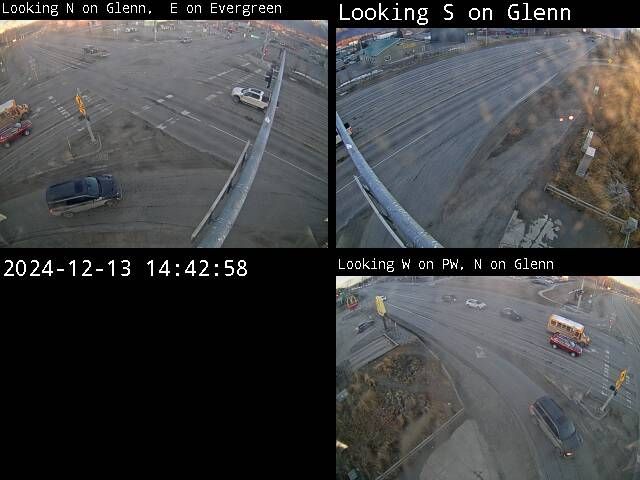 Looking N on Glenn,  E on Evergreen
Looking S on Glenn
2024-12-13 14:42:58
Looking W on PW, N on Glenn